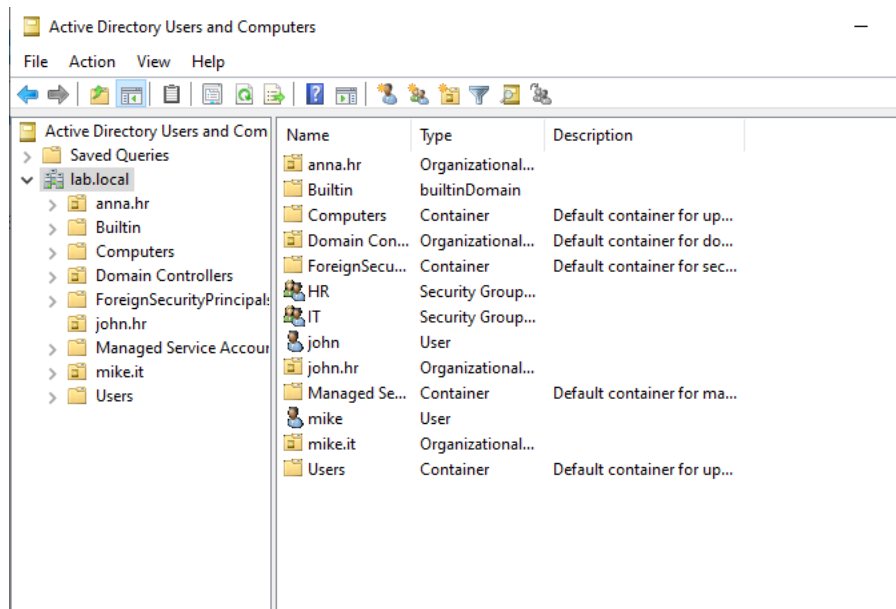 Active Directory Users and Computers
File Action View Help
Active Directory Users and Com
Saved Queries
lab.local
anna.hr
Builtin
Computers
Domain Controllers
ForeignSecurityPrincipals
john.hr
Managed Service Accour
mike.it
Users
Name Type Description
anna.hr Organizational...
Builtin builtinDomain
Computers Container Default container for up...
Domain Con... Organizational... Default container for do...
ForeignSecu... Container Default container for sec...
HR Security Group...
IT Security Group...
john User
john.hr Organizational...
Managed Se... Container Default container for ma...
mike User
mike.it Organizational...
Users Container Default container for up...